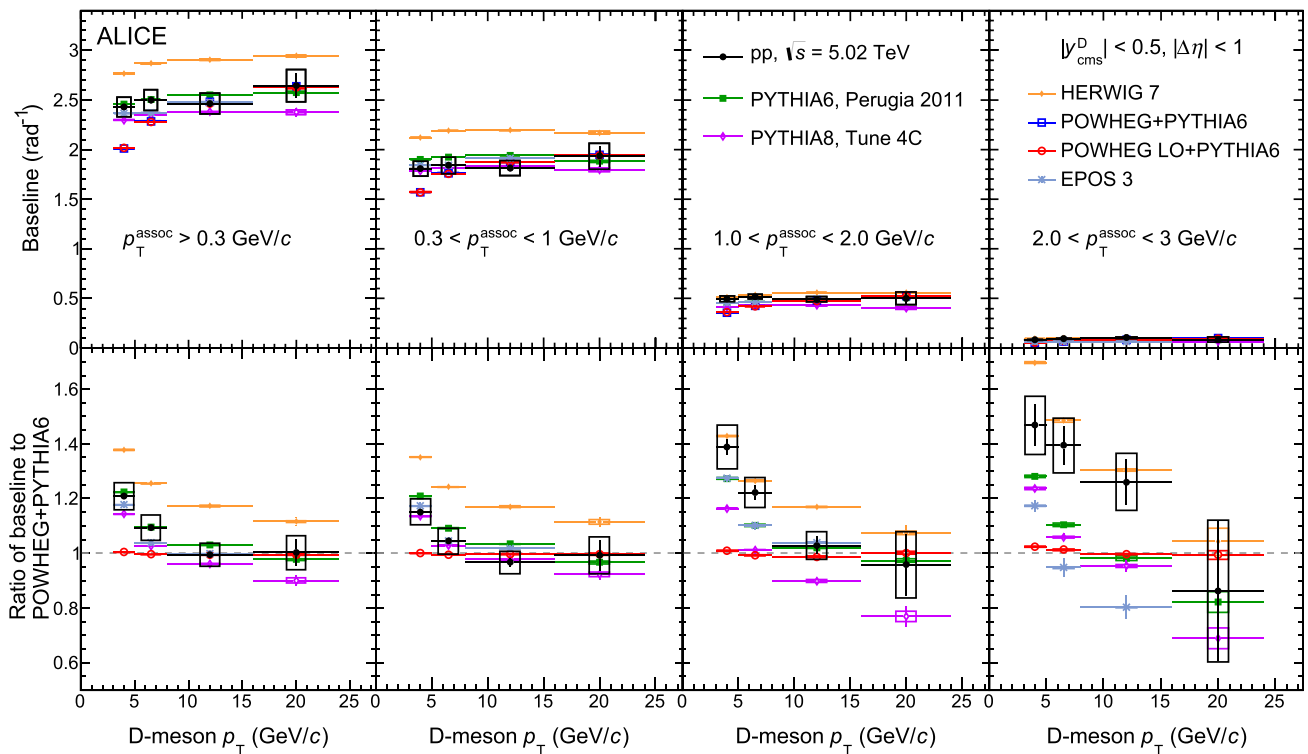 ALICE
pp, √s = 5.02 TeV
PYTHIA6, Perugia 2011
PYTHIA8, Tune 4C
|y^D_cms| < 0.5, |Δη| < 1
HERWIG 7
POWHEG+PYTHIA6
POWHEG LO+PYTHIA6
EPOS 3
Baseline (rad⁻¹)
3
2.5
2
1.5
1
0.5
0
p_T^assoc > 0.3 GeV/c
0.3 < p_T^assoc < 1 GeV/c
1.0 < p_T^assoc < 2.0 GeV/c
2.0 < p_T^assoc < 3 GeV/c
Ratio of baseline to
POWHEG+PYTHIA6
1.6
1.4
1.2
1
0.8
0.6
0 5 10 15 20 25
0 5 10 15 20 25
0 5 10 15 20 25
0 5 10 15 20 25
D-meson p_T (GeV/c)
D-meson p_T (GeV/c)
D-meson p_T (GeV/c)
D-meson p_T (GeV/c)